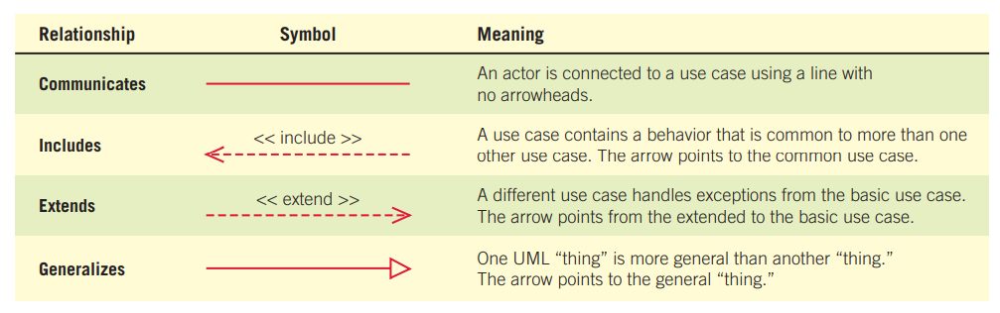 Relationship Symbol Meaning
Communicates
An actor is connected to a use case using a line with
no arrowheads.
Includes
<< include >>
A use case contains a behavior that is common to more than one
other use case. The arrow points to the common use case.
Extends
<< extend >>
A different use case handles exceptions from the basic use case.
The arrow points from the extended to the basic use case.
Generalizes
One UML “thing” is more general than another “thing.”
The arrow points to the general “thing.”